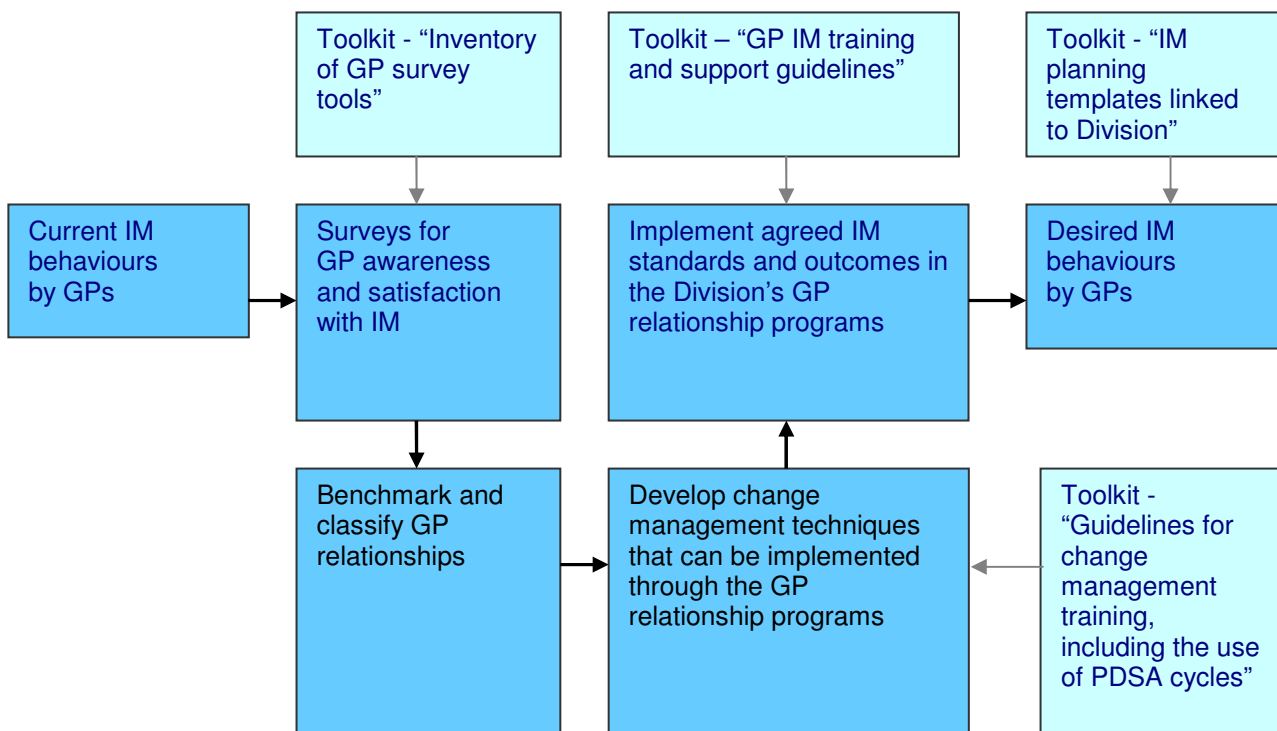 Toolkit - “Inventory
of GP survey
tools”
Toolkit – “GP IM training
and support guidelines”
Toolkit - “IM
planning
templates linked
to Division”
Current IM
behaviours
by GPs
Surveys for
GP awareness
and satisfaction
with IM
Implement agreed IM
standards and outcomes in
the Division’s GP
relationship programs
Desired IM
behaviours
by GPs
Benchmark and
classify GP
relationships
Develop change
management techniques
that can be implemented
through the GP
relationship programs
Toolkit -
“Guidelines for
change
management
training,
including the use
of PDSA cycles”